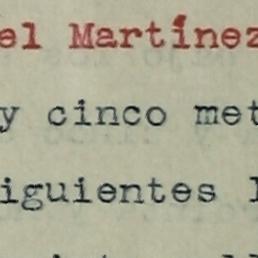 el Martínez
y cinco met
iguientes l